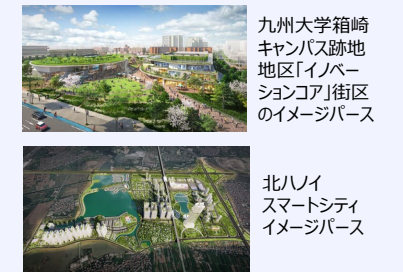 九州大学箱崎
キャンパス跡地
地区「イノベー
ションコア」街区
のイメージパース
北ハノイ
スマートシティ
イメージパース